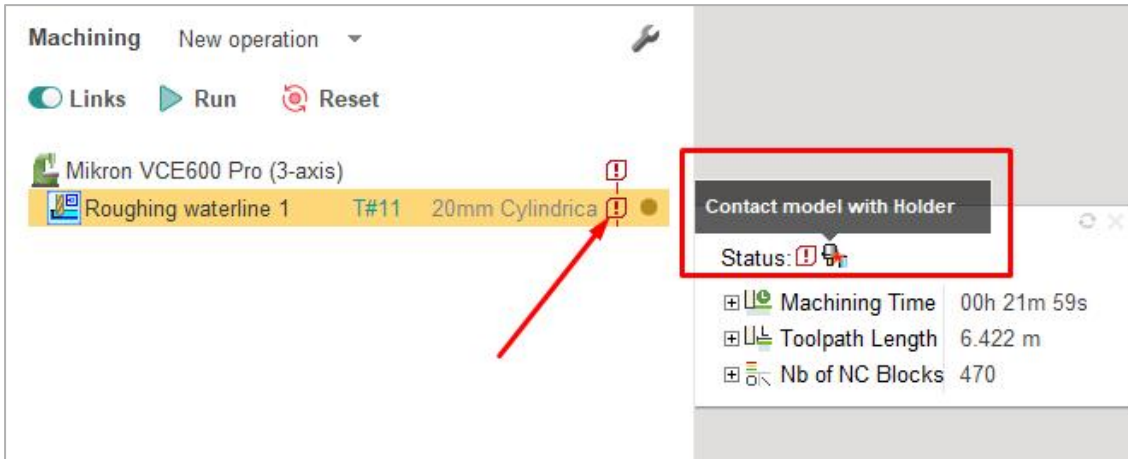 Machining New operation
Links Run Reset
Mikron VCE600 Pro (3-axis)
Roughing waterline 1 T#11 20mm Cylindrica
Contact model with Holder
Status:
Machining Time 00h 21m 59s
Toolpath Length 6.422 m
Nb of NC Blocks 470